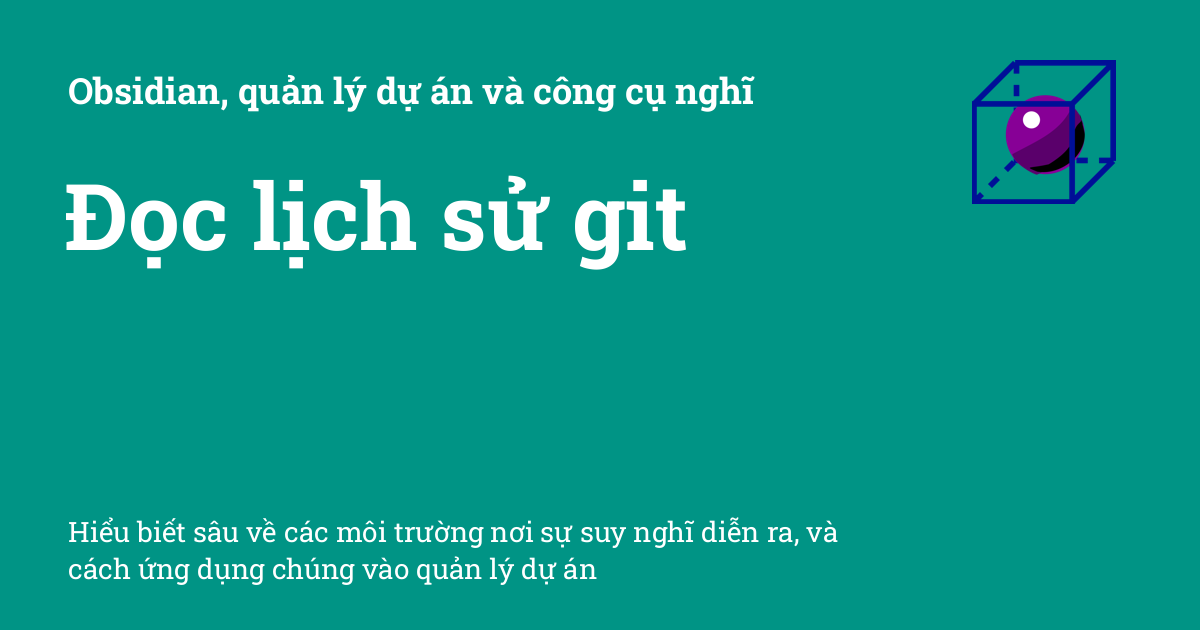 Obsidian, quản lý dự án và công cụ nghĩ
Đọc lịch sử git
Hiểu biết sâu về các môi trường nơi sự suy nghĩ diễn ra, và
cách ứng dụng chúng vào quản lý dự án